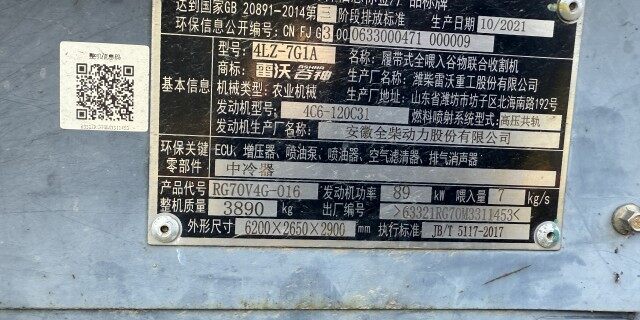 达到国家GB 20891-2014第三阶段排放标准 生产日期 10/2021
环保信息公开编号: CN FJ G3 00 0633000471 000009
整机信息码
63321RG70M3311453
基本信息
型号: 4LZ-7G1A 名称: 履带式全喂入谷物联合收割机
商标: 雷沃谷神 生产厂名称: 潍柴雷沃重工股份有限公司
机械类型: 农业机械 生产厂地址: 山东省潍坊市坊子区北海南路192号
发动机型号: 4C6-120C31 燃料喷射系统型式: 高压共轨
发动机生产厂名称: 安徽全柴动力股份有限公司
环保关键零部件
ECU、增压器、喷油泵、喷油器、空气滤清器、排气消声器
中冷器
产品代号 RG70V4G-016 发动机功率 89 kW 喂入量 7 kg/s
整机质量 3890 kg 出厂编号 >63321RG70M3311453<
外形尺寸 6200×2650×2900 mm 执行标准 JB/T 5117-2017